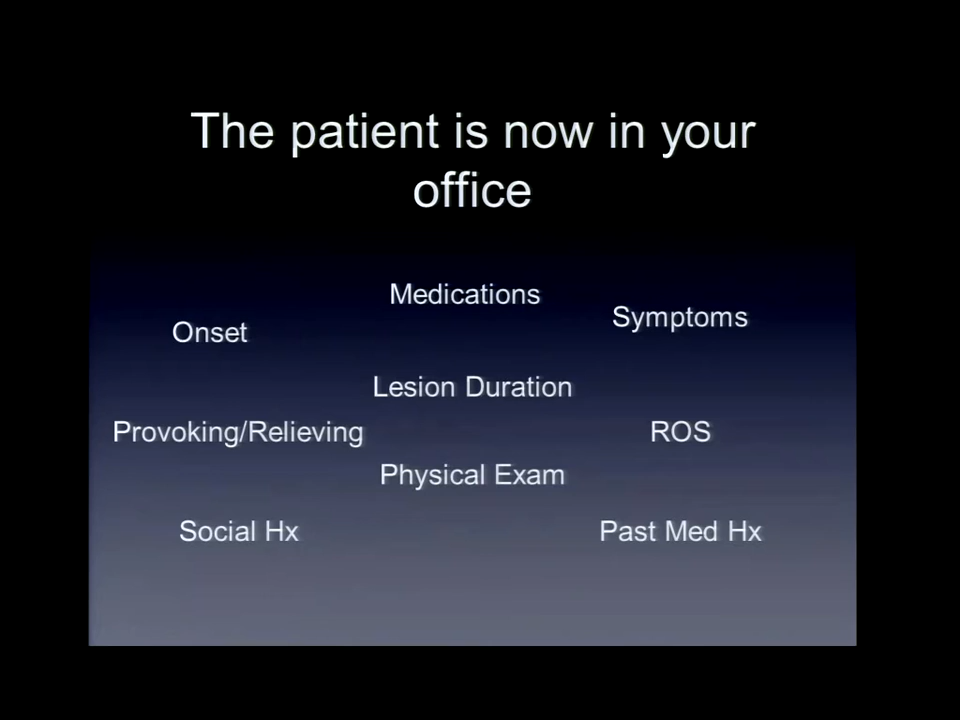 The patient is now in your
office
Medications
Symptoms
Onset
Lesion Duration
Provoking/Relieving
ROS
Physical Exam
Social Hx
Past Med Hx